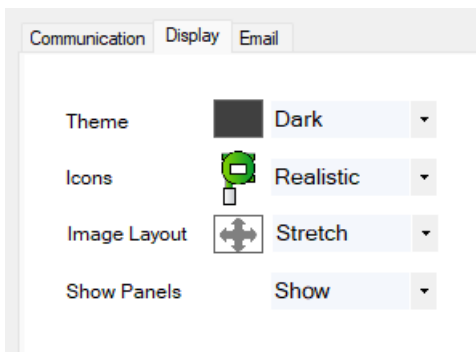 Communication Display Email
Theme Dark
Icons Realistic
Image Layout Stretch
Show Panels Show